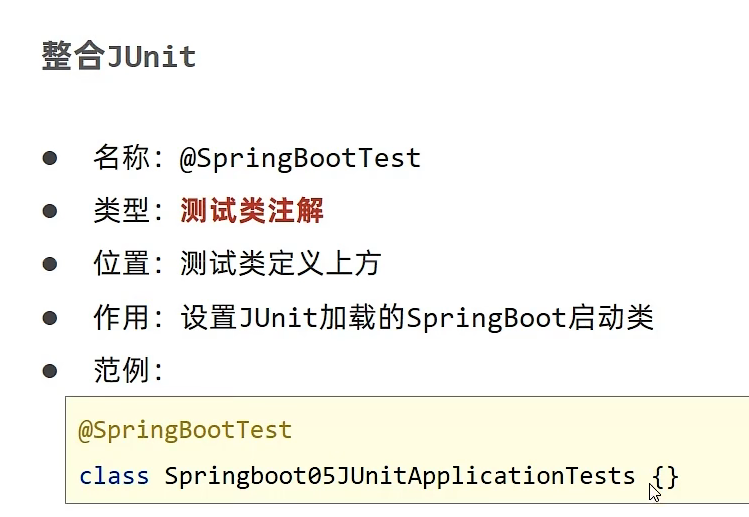 整合JUnit
● 名称：@SpringBootTest
● 类型：测试类注解
● 位置：测试类定义上方
● 作用：设置JUnit加载的SpringBoot启动类
● 范例：
@SpringBootTest
class Springboot05JUnitApplicationTests {}